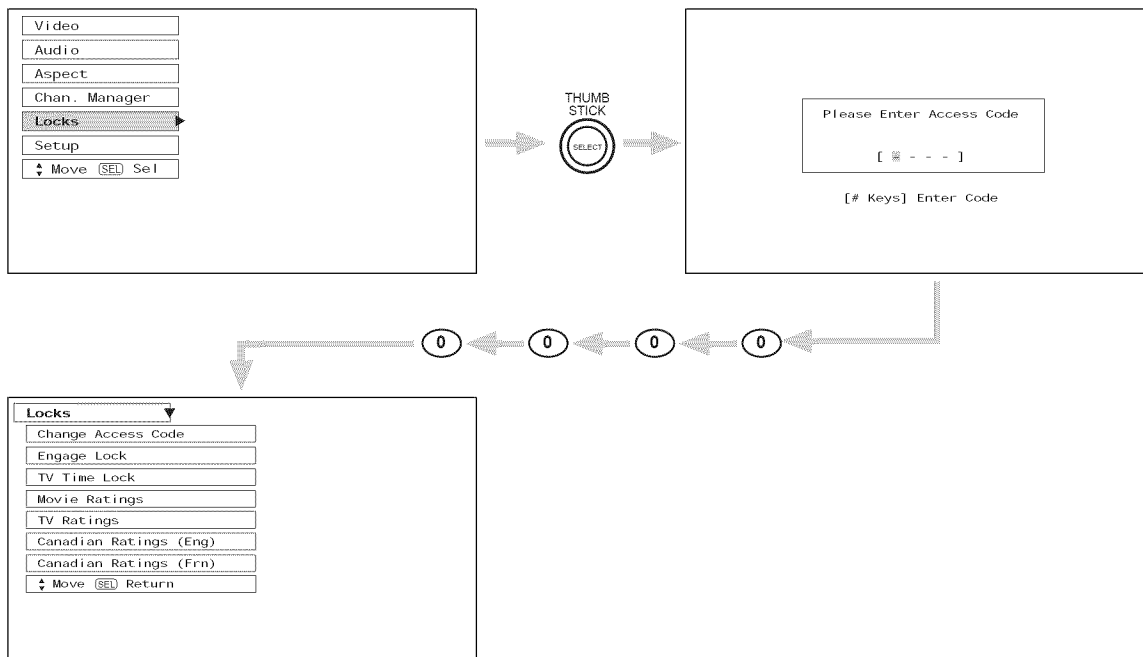 Video
Audio
Aspect
Chan. Manager
Locks
Setup
Move SEL Sel
THUMB
STICK
SELECT
Please Enter Access Code
[ - - - ]
[# Keys] Enter Code
0 0 0 0
Locks
Change Access Code
Engage Lock
TV Time Lock
Movie Ratings
TV Ratings
Canadian Ratings (Eng)
Canadian Ratings (Frn)
Move SEL Return